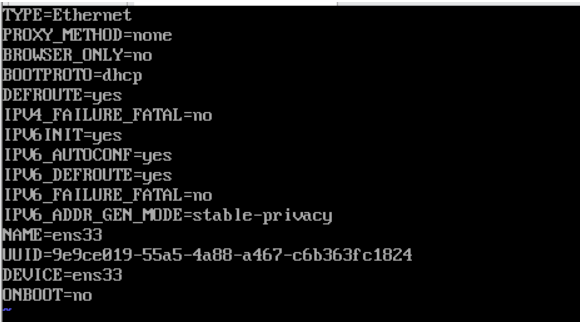 TYPE=Ethernet
PROXY_METHOD=none
BROWSER_ONLY=no
BOOTPROTO=dhcp
DEFROUTE=yes
IPV4_FAILURE_FATAL=no
IPV6INIT=yes
IPV6_AUTOCONF=yes
IPV6_DEFROUTE=yes
IPV6_FAILURE_FATAL=no
IPV6_ADDR_GEN_MODE=stable-privacy
NAME=ens33
UUID=9e9ce019-55a5-4a88-a467-c6b363fc1824
DEVICE=ens33
ONBOOT=no
~